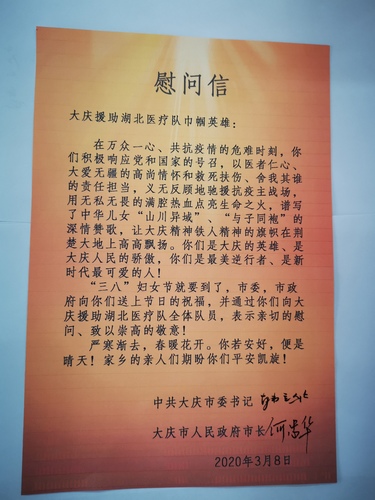 慰问信
大庆援助湖北医疗队巾帼英雄：
在万众一心、共抗疫情的危难时刻，你
们积极响应党和国家的号召，以医者仁心、
大爱无疆的高尚情怀和救死扶伤、舍我其谁
的责任担当，义无反顾地驰援抗疫主战场，
用无私无畏的满腔热血点亮生命之火，谱写
了中华儿女“山川异域”、“与子同袍”的
深情赞歌，让大庆精神铁人精神的旗帜在荆
楚大地上高高飘扬。你们是大庆的英雄、是
大庆人民的骄傲，你们是最美逆行者、是新
时代最可爱的人！
“三八”妇女节就要到了，市委，市政
府向你们送上节日的祝福，并通过你们向大
庆援助湖北医疗队全体队员，表示亲切的慰
问、致以崇高的敬意！
严寒渐去，春暖花开。你若安好，便是
晴天！家乡的亲人们期盼你们平安凯旋！
中共大庆市委书记
大庆市人民政府市长 何忠华
2020年3月8日